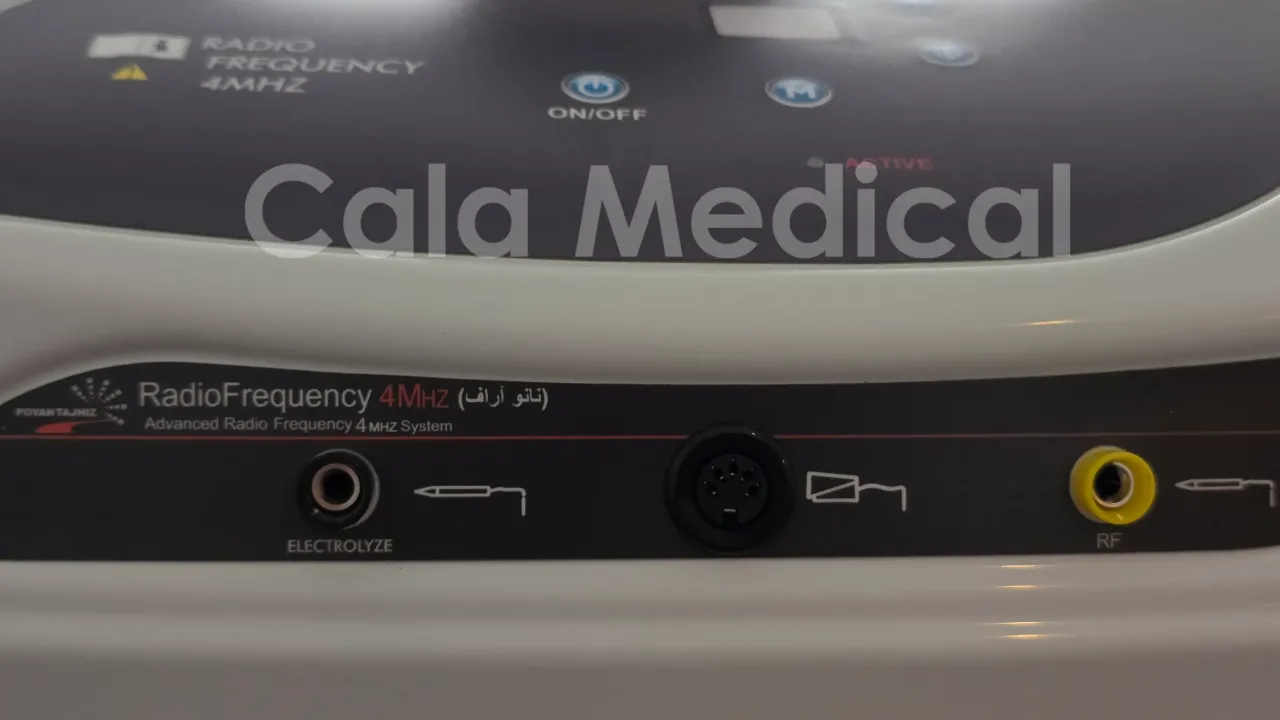 RADIO
FREQUENCY
4MHZ
ON/OFF
M
ACTIVE
Cala Medical
POYAN TAJHIZ
RadioFrequency 4MHZ (نانو آراف)
Advanced Radio Frequency 4 MHZ System
ELECTROLYZE
RF